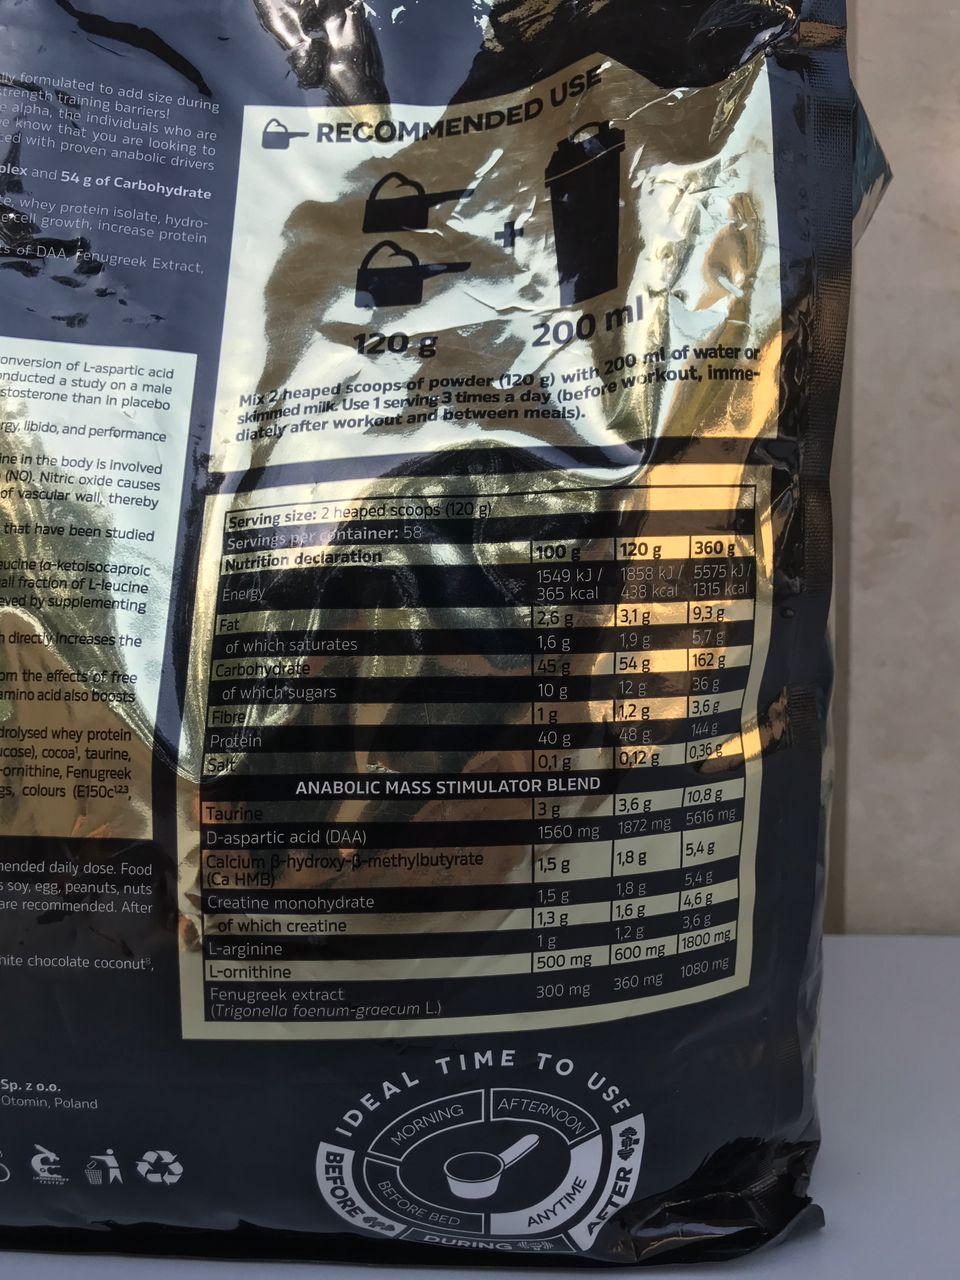 lly formulated to add size during
strength training barriers!
e alpha, the individuals who are
ve know that you are looking to
ced with proven anabolic drivers
plex and 54 g of Carbohydrate
te, whey protein isolate, hydro-
e cell growth, increase protein
ts of DAA, Fenugreek Extract,
onversion of L-aspartic acid
onducted a study on a male
stosterone than in placebo
rgy, libido, and performance
ine in the body is involved
(NO). Nitric oxide causes
of vascular wall, thereby
that have been studied
eucine (α-ketoisocaproic
all fraction of L-leucine
eved by supplementing
n directly increases the
om the effects of free
amino acid also boosts
drolysed whey protein
ucose), cocoa¹, taurine,
-ornithine, Fenugreek
gs, colours (E150c¹²³,
mended daily dose. Food
s soy, egg, peanuts, nuts
are recommended. After
hite chocolate coconut⁸,
Sp. z o.o.
Otomin, Poland
RECOMMENDED USE
+
120 g
200 ml
Mix 2 heaped scoops of powder (120 g) with 200 ml of water or
skimmed milk. Use 1 serving 3 times a day (before workout, imme-
diately after workout and between meals).
Serving size: 2 heaped scoops (120 g)
Servings per container: 58
Nutrition declaration 100 g 120 g 360 g
Energy 1549 kJ / 365 kcal 1858 kJ / 438 kcal 5575 kJ / 1315 kcal
Fat 2,6 g 3,1 g 9,3 g
of which saturates 1,6 g 1,9 g 5,7 g
Carbohydrate 45 g 54 g 162 g
of which sugars 10 g 12 g 36 g
Fibre 1 g 1,2 g 3,6 g
Protein 40 g 48 g 144 g
Salt 0,1 g 0,12 g 0,36 g
ANABOLIC MASS STIMULATOR BLEND
Taurine 3 g 3,6 g 10,8 g
D-aspartic acid (DAA) 1560 mg 1872 mg 5616 mg
Calcium β-hydroxy-β-methylbutyrate
(Ca HMB) 1,5 g 1,8 g 5,4 g
Creatine monohydrate 1,5 g 1,8 g 5,4 g
of which creatine 1,3 g 1,6 g 4,6 g
L-arginine 1 g 1,2 g 3,6 g
L-ornithine 500 mg 600 mg 1800 mg
Fenugreek extract
(Trigonella foenum-graecum L.) 300 mg 360 mg 1080 mg
IDEAL TIME TO USE
MORNING
AFTERNOON
BEFORE BED
ANYTIME
BEFORE
DURING
AFTER